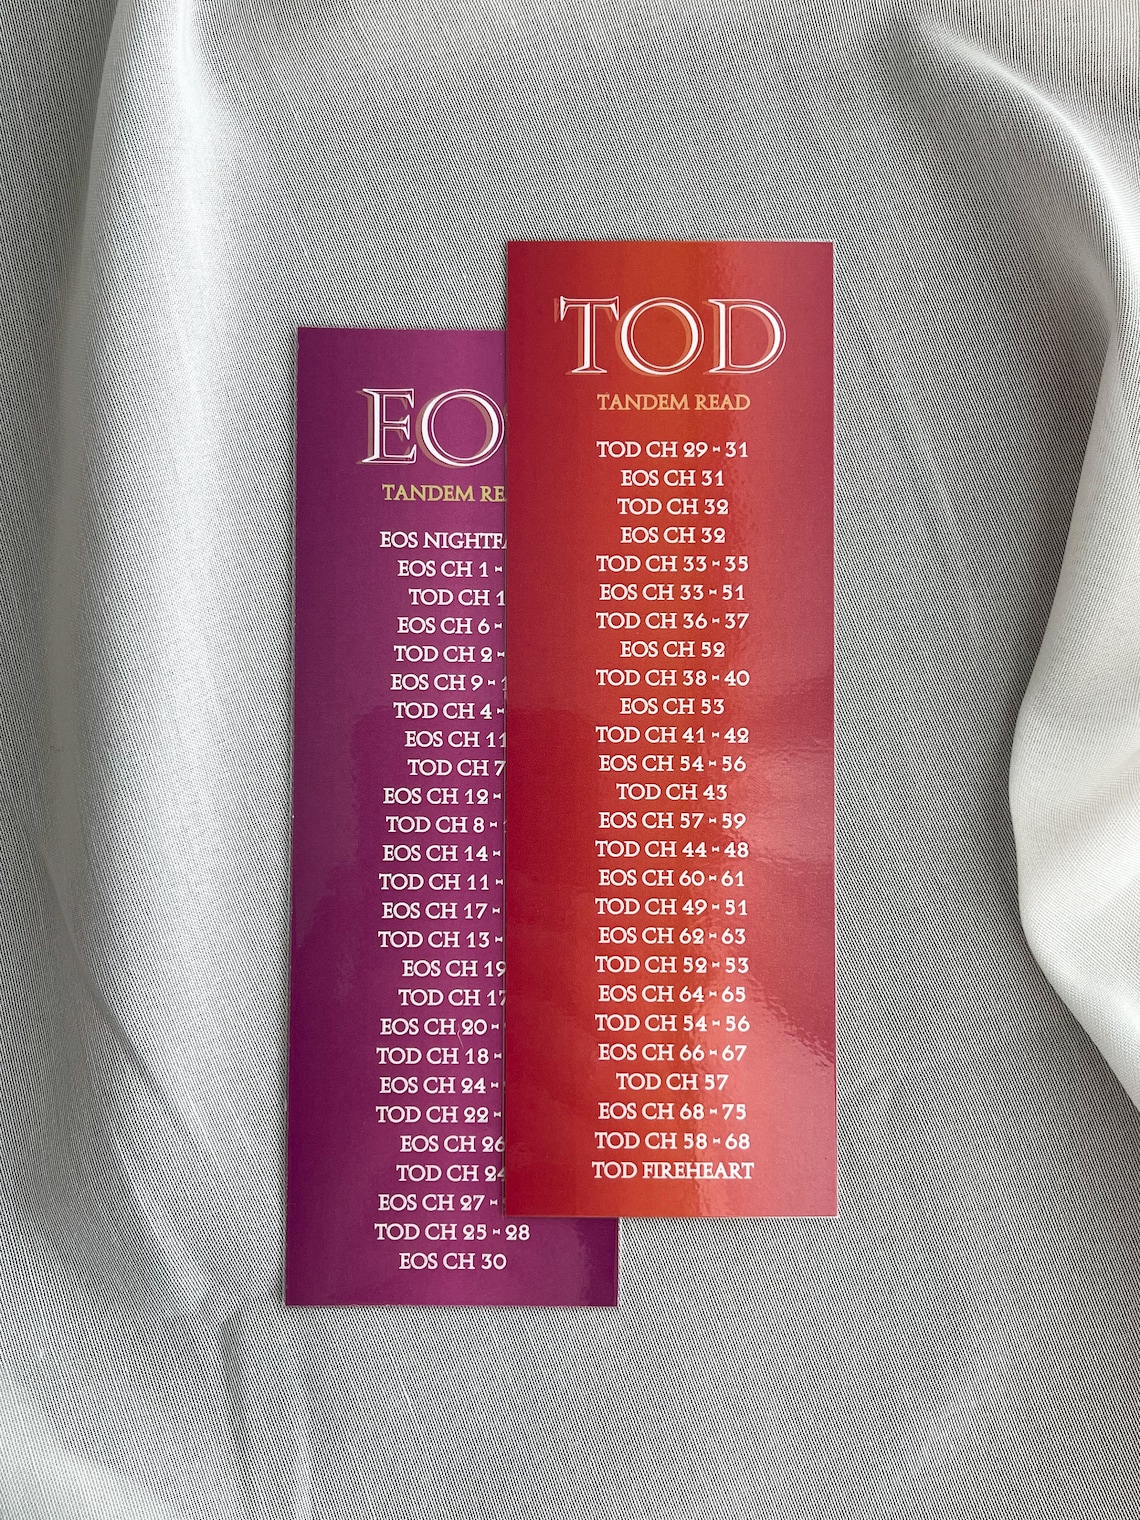 EO
TANDEM RE
EOS NIGHTFA
EOS CH 1 -
TOD CH 1
EOS CH 6 -
TOD CH 2 -
EOS CH 9 - 1
TOD CH 4 -
EOS CH 11
TOD CH 7
EOS CH 12 -
TOD CH 8 -
EOS CH 14 -
TOD CH 11 -
EOS CH 17 -
TOD CH 13 -
EOS CH 19
TOD CH 17
EOS CH 20 -
TOD CH 18 -
EOS CH 24 -
TOD CH 22 -
EOS CH 26
TOD CH 24
EOS CH 27 -
TOD CH 25 - 28
EOS CH 30
TOD
TANDEM READ
TOD CH 29 - 31
EOS CH 31
TOD CH 32
EOS CH 32
TOD CH 33 - 35
EOS CH 33 - 51
TOD CH 36 - 37
EOS CH 52
TOD CH 38 - 40
EOS CH 53
TOD CH 41 - 42
EOS CH 54 - 56
TOD CH 43
EOS CH 57 - 59
TOD CH 44 - 48
EOS CH 60 - 61
TOD CH 49 - 51
EOS CH 62 - 63
TOD CH 52 - 53
EOS CH 64 - 65
TOD CH 54 - 56
EOS CH 66 - 67
TOD CH 57
EOS CH 68 - 75
TOD CH 58 - 68
TOD FIREHEART